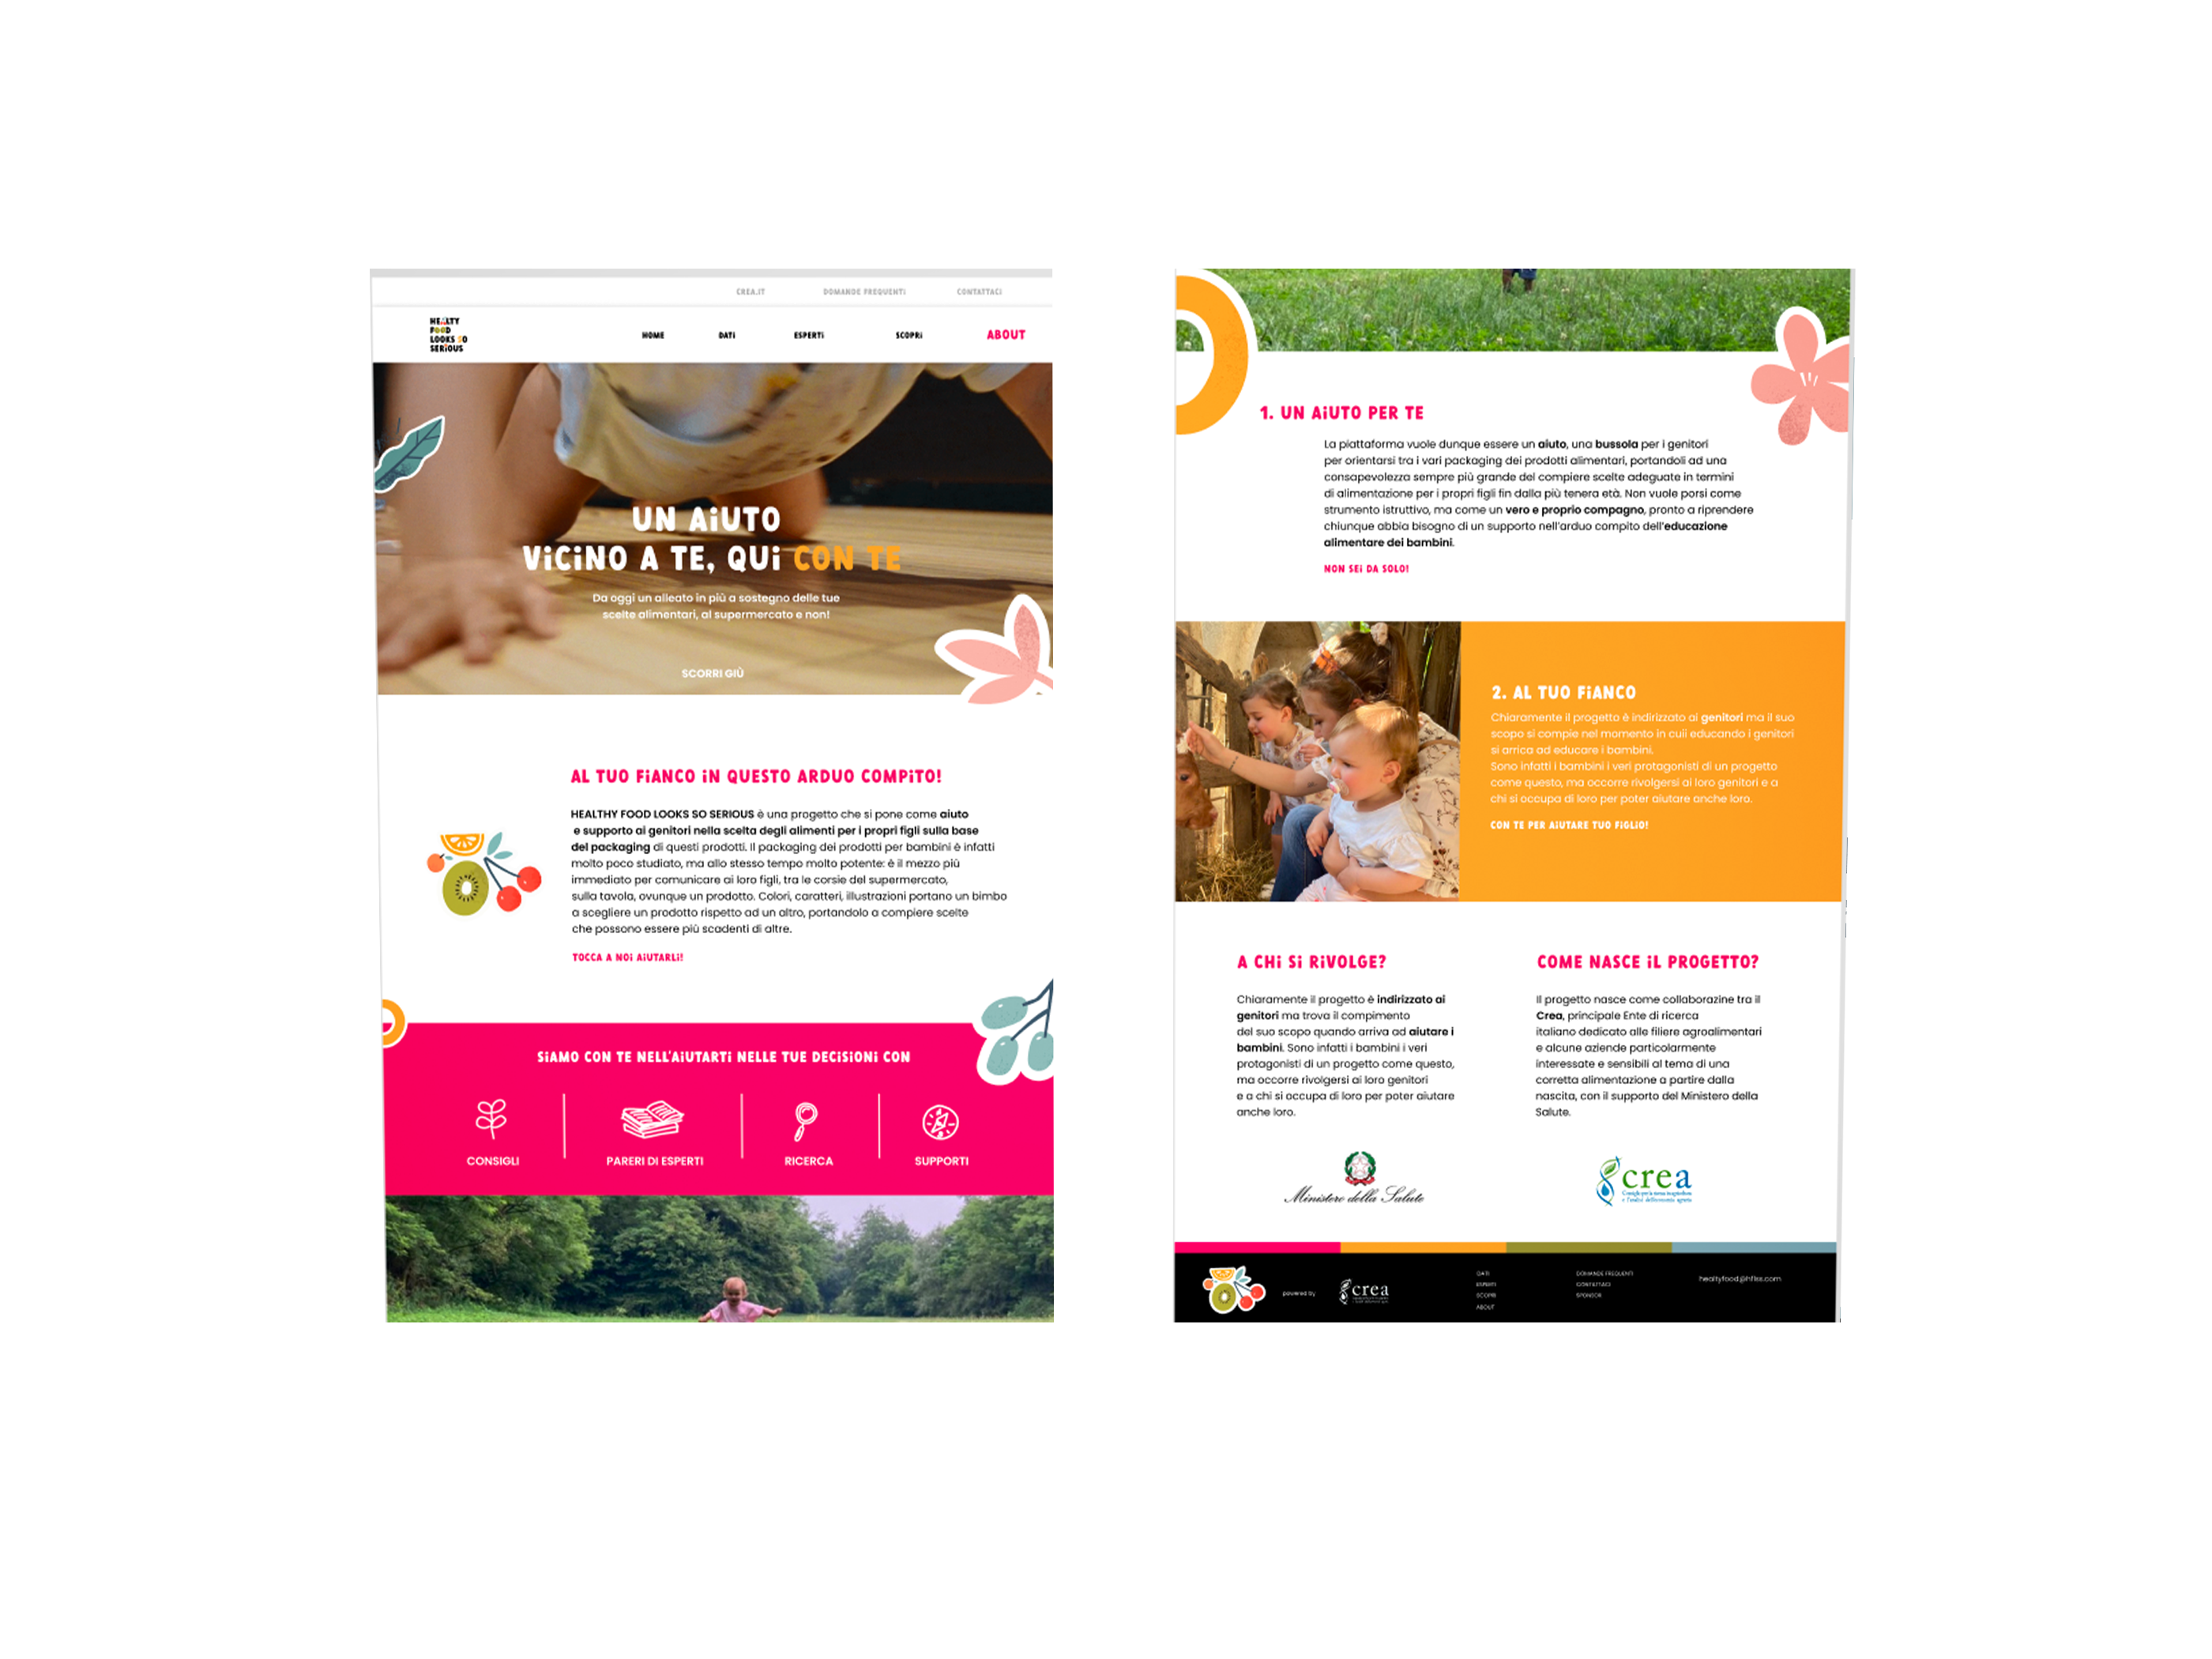 CREA.IT DOMANDE FREQUENTi CONTATTACi
HEALTY
FOOD
LOOKS SO
SERiOUS
HOME DATi ESPERTi SCOPRi ABOUT
UN AiUTO
ViCiNO A TE, QUi CON TE
Da oggi un alleato in più a sostegno delle tue
scelte alimentari, al supermercato e non!
SCORRI GIÙ
AL TUO FiANCO iN QUESTO ARDUO COMPiTO!
HEALTHY FOOD LOOKS SO SERIOUS è una progetto che si pone come aiuto
e supporto ai genitori nella scelta degli alimenti per i propri figli sulla base
del packaging di questi prodotti. Il packaging dei prodotti per bambini è infatti
molto poco studiato, ma allo stesso tempo molto potente: è il mezzo più
immediato per comunicare ai loro figli, tra le corsie del supermercato,
sulla tavola, ovunque un prodotto. Colori, caratteri, illustrazioni portano un bimbo
a scegliere un prodotto rispetto ad un altro, portandolo a compiere scelte
che possono essere più scadenti di altre.
TOCCA A NOi AiUTARLi!
SiAMO CON TE NELL'AiUTARTi NELLE TUE DECiSiONi CON
CONSIGLI PARERI DI ESPERTI RICERCA SUPPORTI
1. UN AiUTO PER TE
La piattaforma vuole dunque essere un aiuto, una bussola per i genitori
per orientarsi tra i vari packaging dei prodotti alimentari, portandoli ad una
consapevolezza sempre più grande del compiere scelte adeguate in termini
di alimentazione per i propri figli fin dalla più tenera età. Non vuole porsi come
strumento istruttivo, ma come un vero e proprio compagno, pronto a riprendere
chiunque abbia bisogno di un supporto nell'arduo compito dell'educazione
alimentare dei bambini.
NON SEi DA SOLO!
2. AL TUO FiANCO
Chiaramente il progetto è indirizzato ai genitori ma il suo
scopo si compie nel momento in cuii educando i genitori
si arrica ad educare i bambini.
Sono infatti i bambini i veri protagonisti di un progetto
come questo, ma occorre rivolgersi ai loro genitori e a
chi si occupa di loro per poter aiutare anche loro.
CON TE PER AiUTARE TUO FiGLiO!
A CHi Si RiVOLGE?
Chiaramente il progetto è indirizzato ai
genitori ma trova il compimento
del suo scopo quando arriva ad aiutare i
bambini. Sono infatti i bambini i veri
protagonisti di un progetto come questo,
ma occorre rivolgersi ai loro genitori
e a chi si occupa di loro per poter aiutare
anche loro.
COME NASCE iL PROGETTO?
Il progetto nasce come collaborazine tra il
Crea, principale Ente di ricerca
italiano dedicato alle filiere agroalimentari
e alcune aziende particolarmente
interessate e sensibili al tema di una
corretta alimentazione a partire dalla
nascita, con il supporto del Ministero della
Salute.
Ministero della Salute
crea
Consiglio per la ricerca in agricoltura
e l'analisi dell'economia agraria
powered by
crea
DATi
ESPERTi
SCOPRi
ABOUT
DOMANDE FREQUENTi
CONTATTACi
SPONSOR
healtyfood@hflss.com